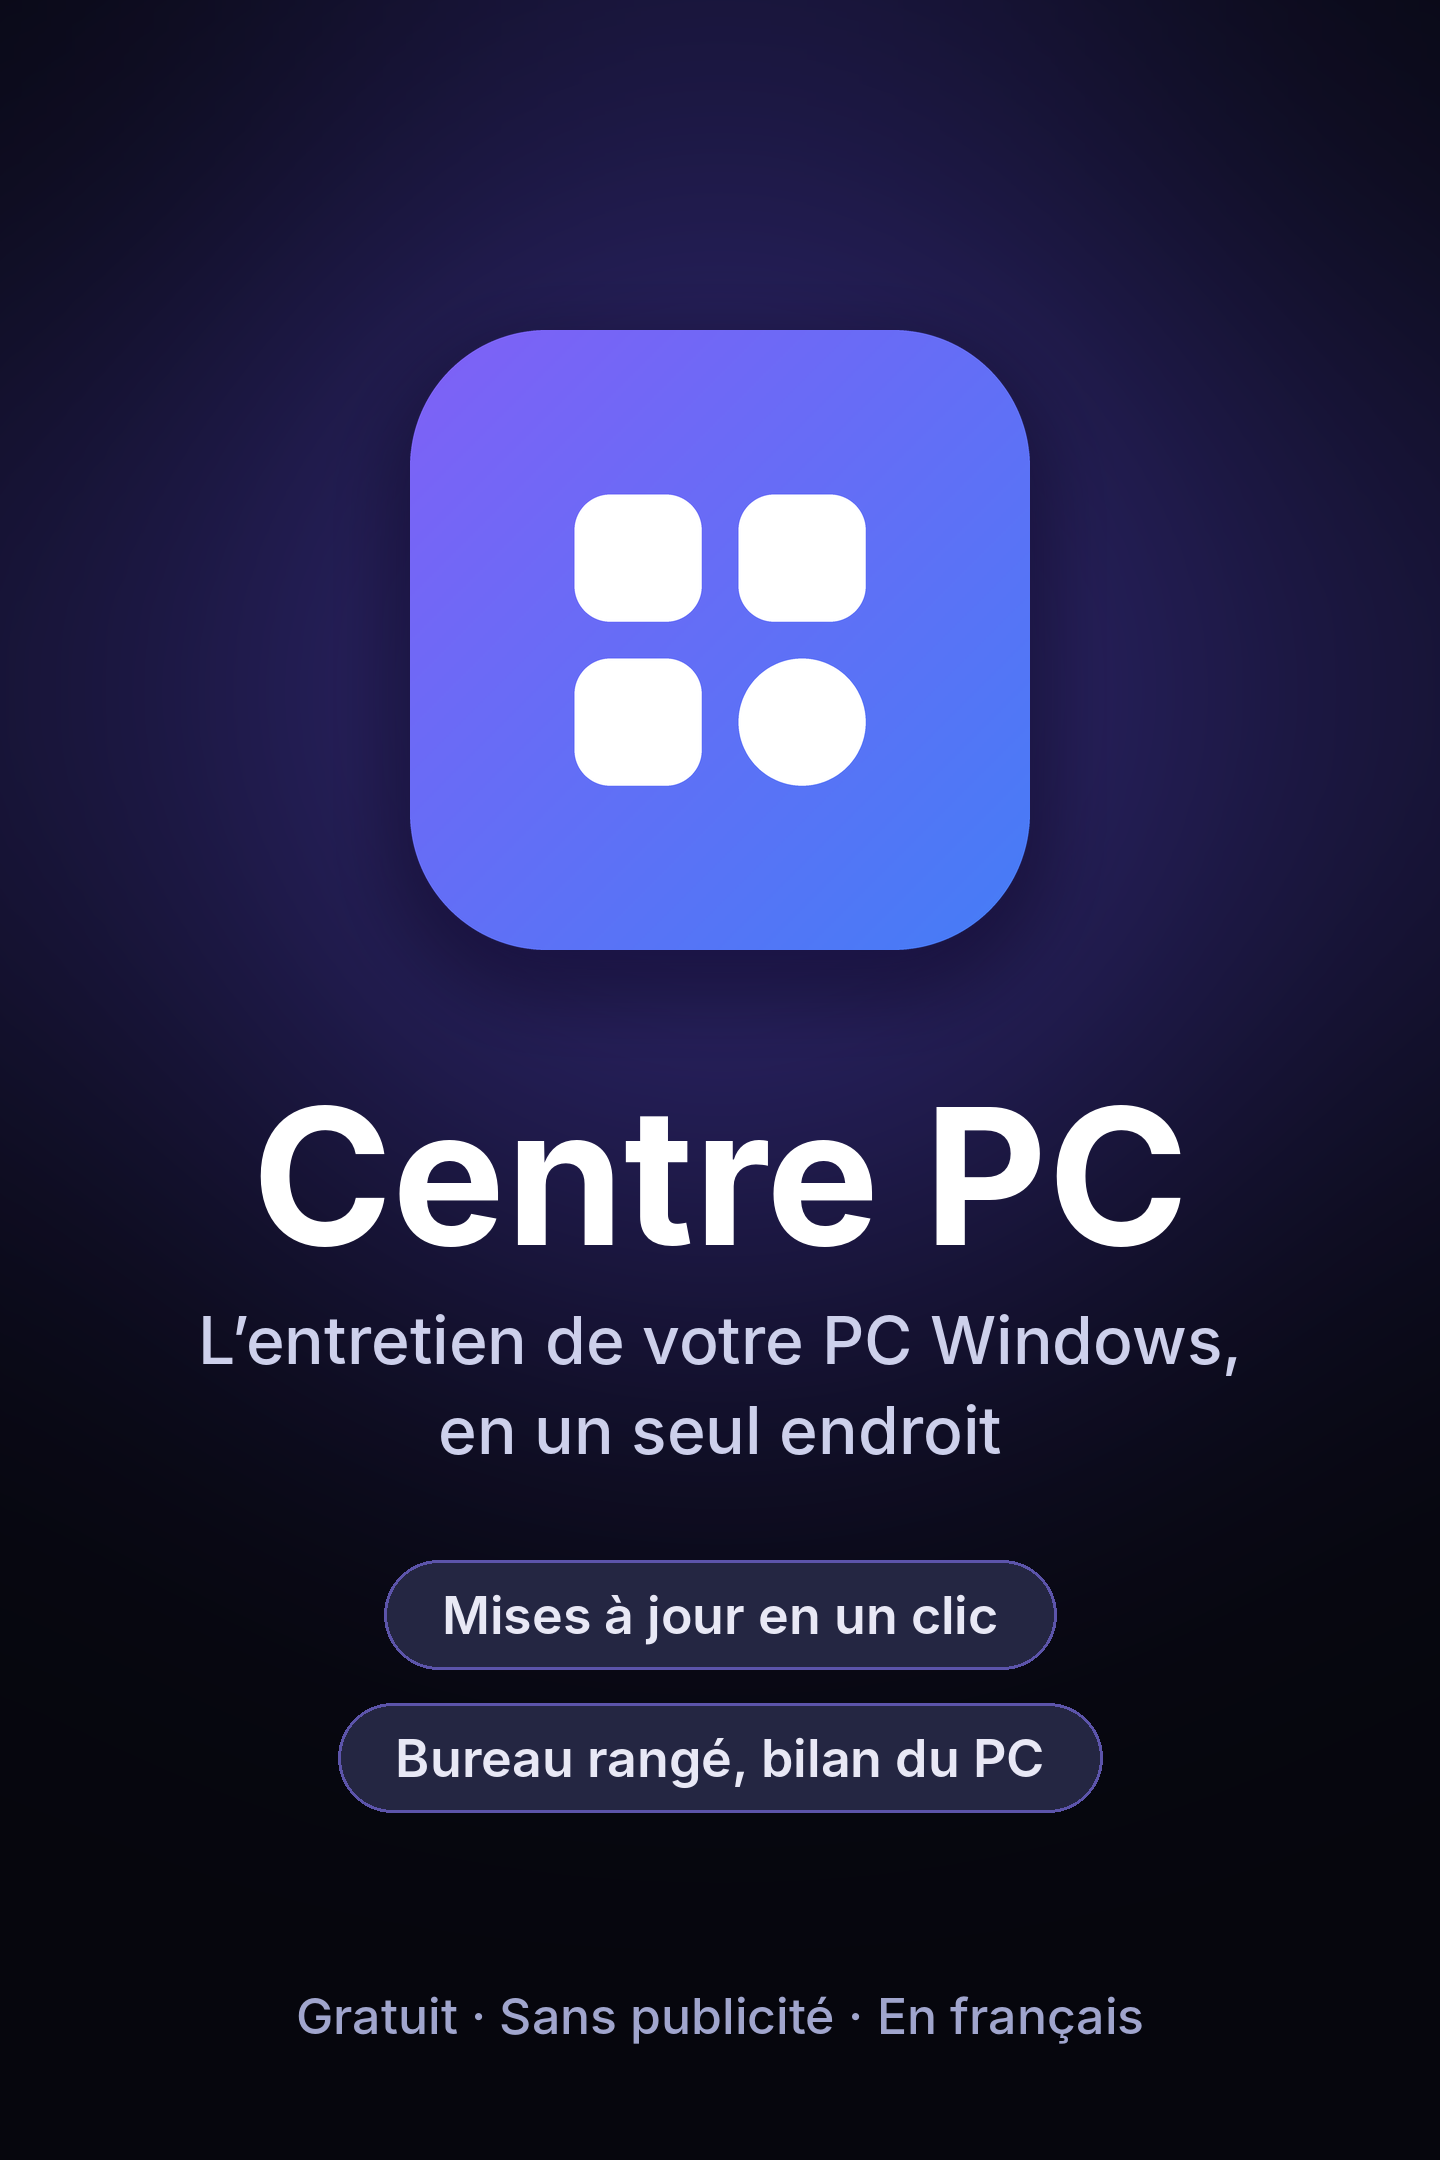 Centre PC
L’entretien de votre PC Windows,
en un seul endroit
Mises à jour en un clic
Bureau rangé, bilan du PC
Gratuit · Sans publicité · En français